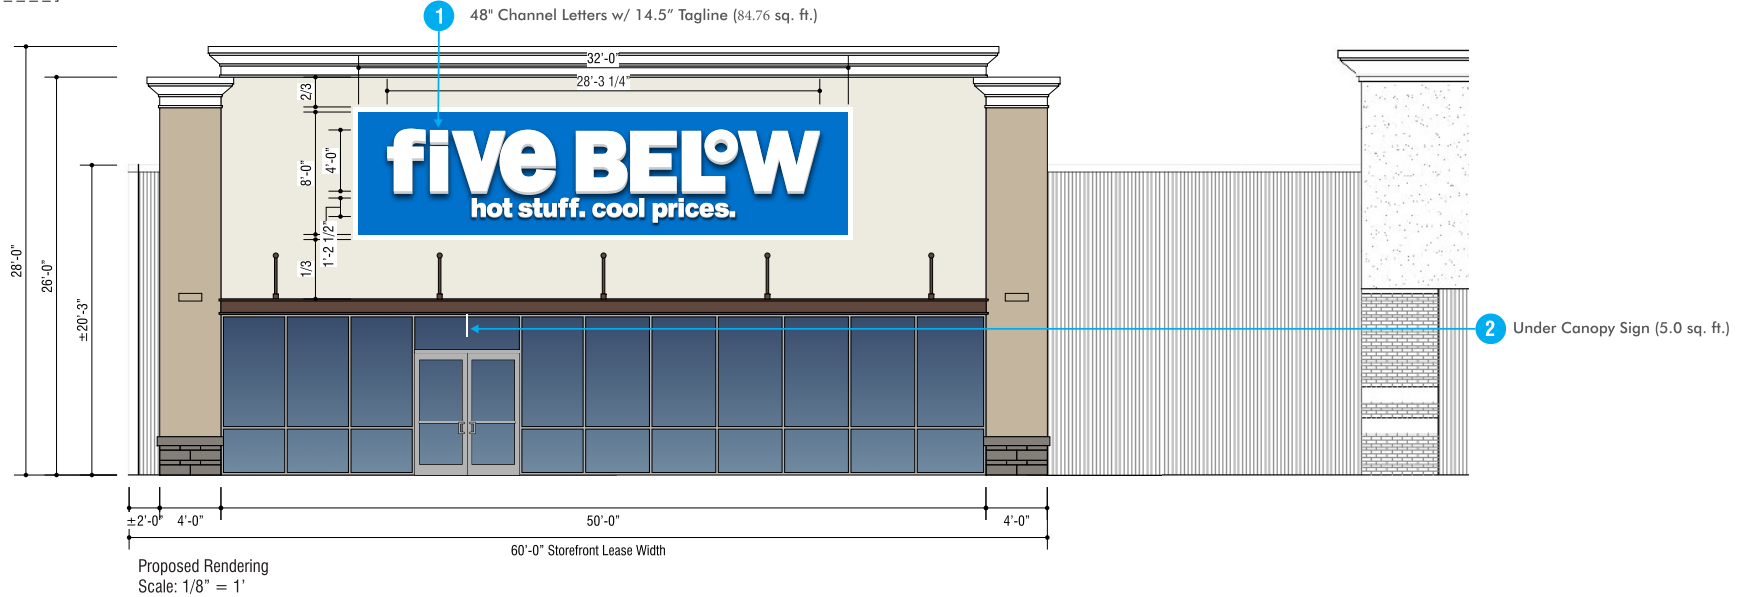 1 48" Channel Letters w/ 14.5” Tagline (84.76 sq. ft.)
32’-0”
28’-3 1/4”
2/3
8’-0”
4’-0”
1’-2 1/2”
1/3
28’-0”
26’-0”
±20’-3”
five BELOW
hot stuff. cool prices.
2 Under Canopy Sign (5.0 sq. ft.)
±2’-0” 4’-0” 50’-0” 4’-0”
60’-0” Storefront Lease Width
Proposed Rendering
Scale: 1/8” = 1’